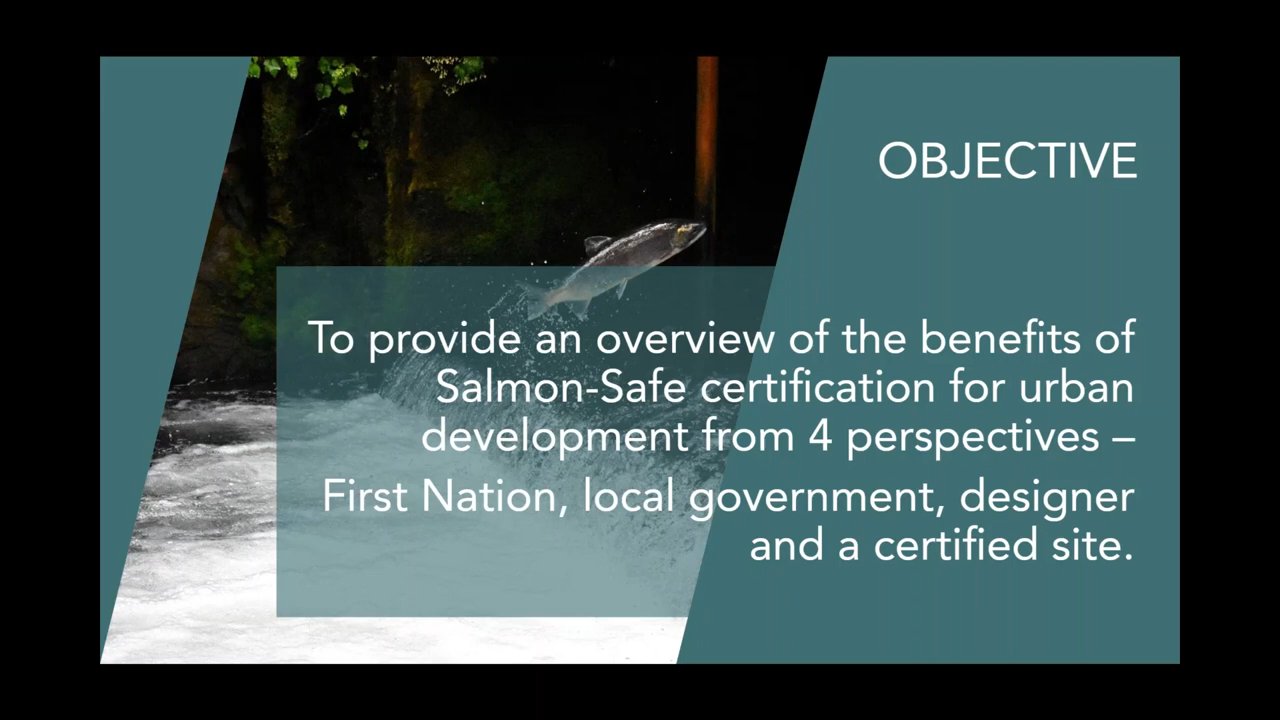 OBJECTIVE
To provide an overview of the benefits of
Salmon-Safe certification for urban
development from 4 perspectives –
First Nation, local government, designer
and a certified site.